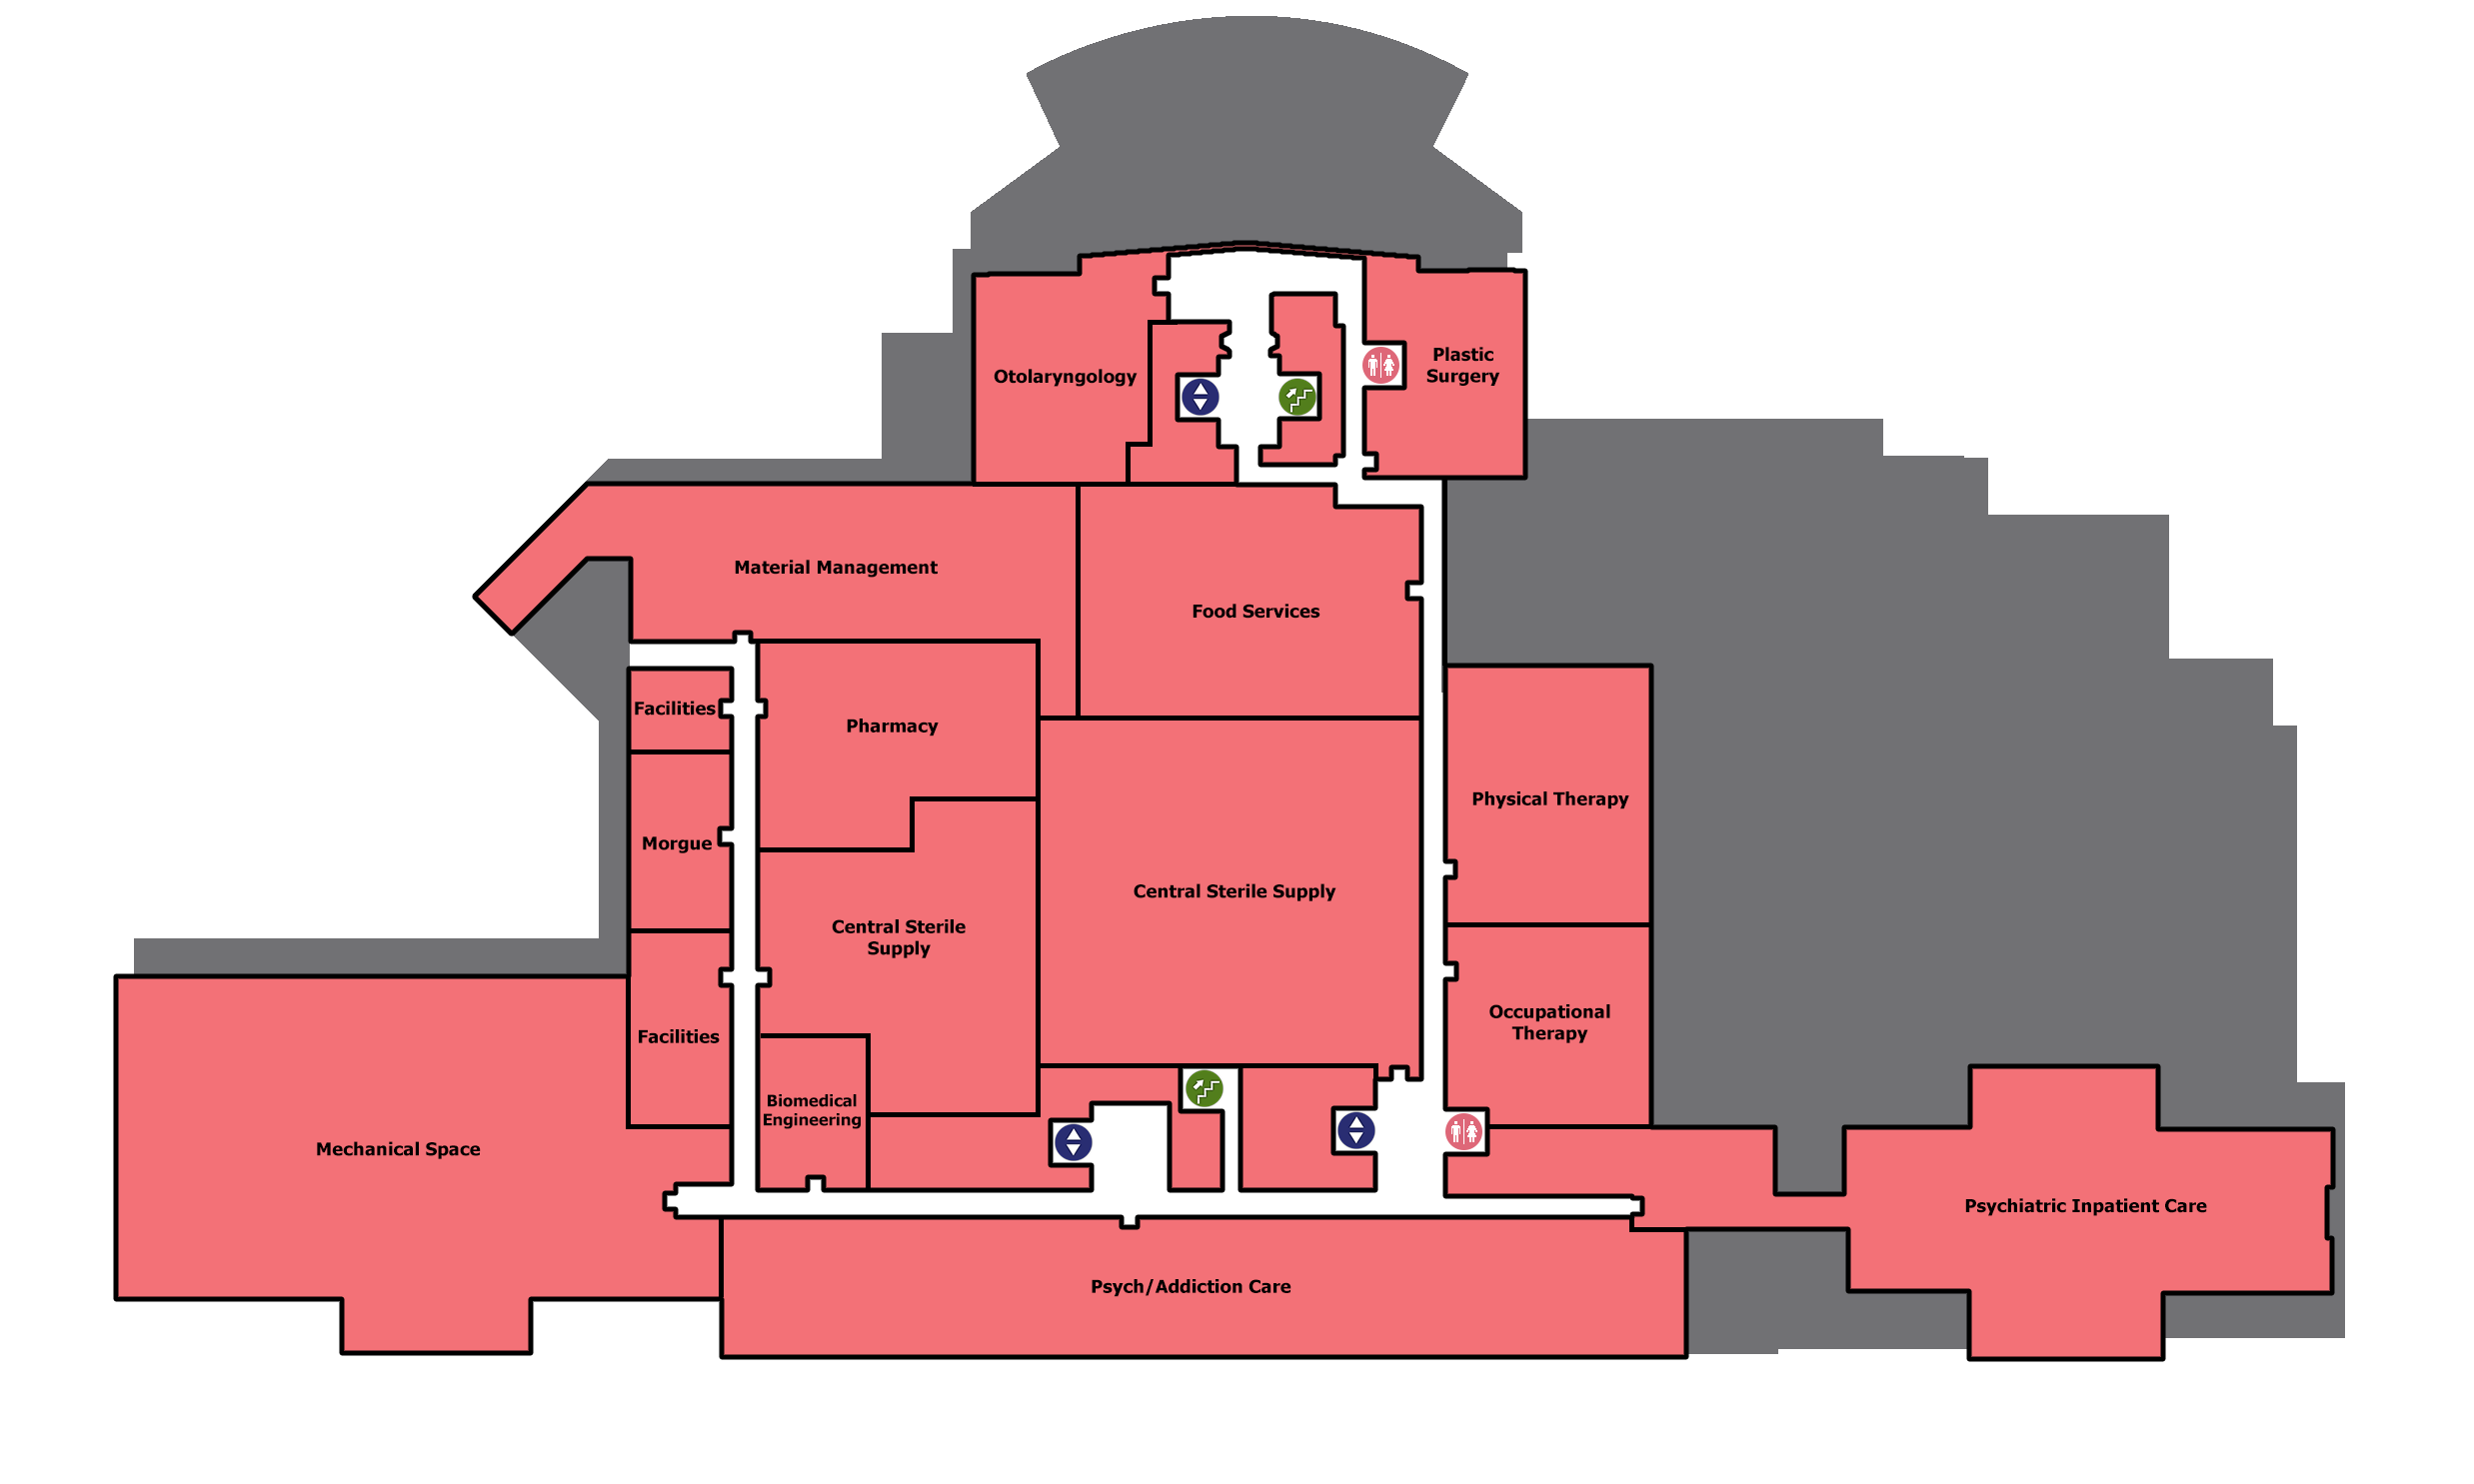 Plastic
Surgery
Otolaryngology
Material Management
Food Services
Facilities
Pharmacy
Physical Therapy
Morgue
Central Sterile Supply
Central Sterile
Supply
Occupational
Therapy
Facilities
Biomedical
Engineering
Mechanical Space
Psychiatric Inpatient Care
Psych/Addiction Care